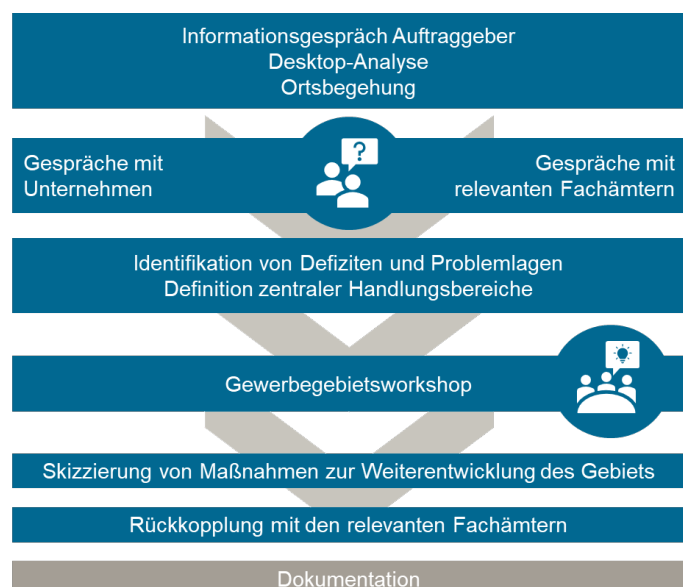 Informationsgespräch Auftraggeber
Desktop-Analyse
Ortsbegehung
Gespräche mit
Unternehmen
?
Gespräche mit
relevanten Fachämtern
Identifikation von Defiziten und Problemlagen
Definition zentraler Handlungsbereiche
Gewerbegebietsworkshop
Skizzierung von Maßnahmen zur Weiterentwicklung des Gebiets
Rückkopplung mit den relevanten Fachämtern
Dokumentation